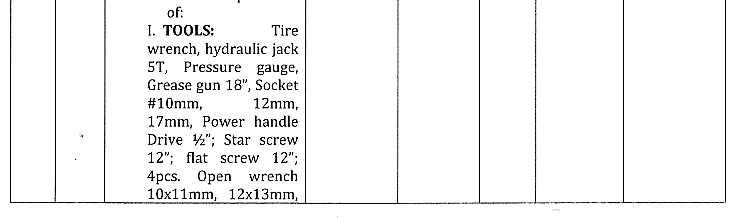 of:
I. TOOLS: Tire
wrench, hydraulic jack
5T, Pressure gauge,
Grease gun 18", Socket
#10mm, 12mm,
17mm, Power handle
Drive ½"; Star screw
12"; flat screw 12";
4pcs. Open wrench
10x11mm, 12x13mm,